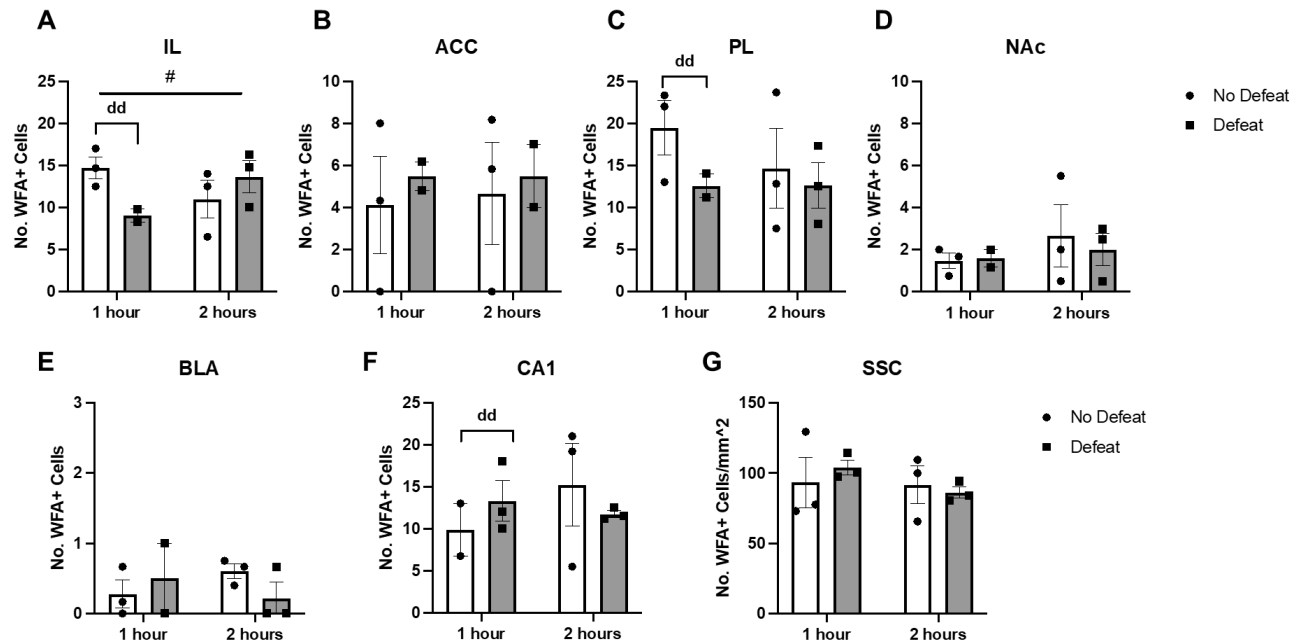 A
IL
No. WFA+ Cells
25
20
15
10
5
0
#
dd
1 hour
2 hours
B
ACC
No. WFA+ Cells
10
8
6
4
2
0
1 hour
2 hours
C
PL
No. WFA+ Cells
25
20
15
10
5
0
dd
1 hour
2 hours
D
NAc
No. WFA+ Cells
10
8
6
4
2
0
1 hour
2 hours
No Defeat
Defeat
E
BLA
No. WFA+ Cells
3
2
1
0
1 hour
2 hours
F
CA1
No. WFA+ Cells
25
20
15
10
5
0
dd
1 hour
2 hours
G
SSC
No. WFA+ Cells/mm^2
150
100
50
0
1 hour
2 hours
No Defeat
Defeat